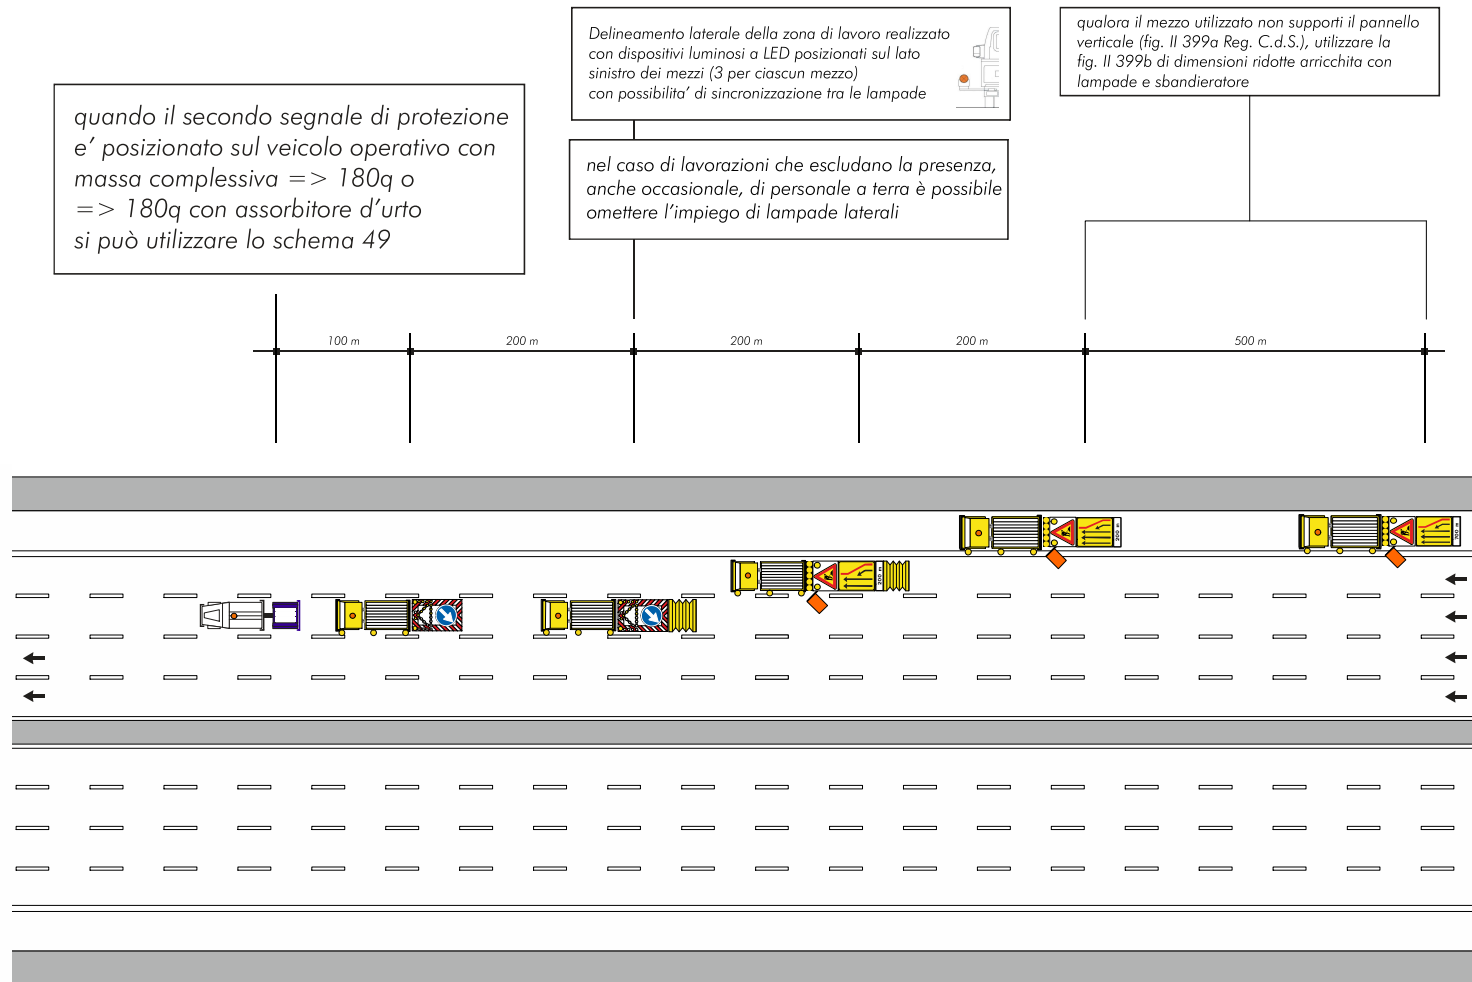 Delineamento laterale della zona di lavoro realizzato
con dispositivi luminosi a LED posizionati sul lato
sinistro dei mezzi (3 per ciascun mezzo)
con possibilita’ di sincronizzazione tra le lampade
qualora il mezzo utilizzato non supporti il pannello
verticale (fig. II 399a Reg. C.d.S.), utilizzare la
fig. II 399b di dimensioni ridotte arricchita con
lampade e sbandieratore
quando il secondo segnale di protezione
e’ posizionato sul veicolo operativo con
massa complessiva => 180q o
=> 180q con assorbitore d’urto
si può utilizzare lo schema 49
nel caso di lavorazioni che escludano la presenza,
anche occasionale, di personale a terra è possibile
omettere l’impiego di lampade laterali
100 m
200 m
200 m
200 m
500 m
200 m
200 m